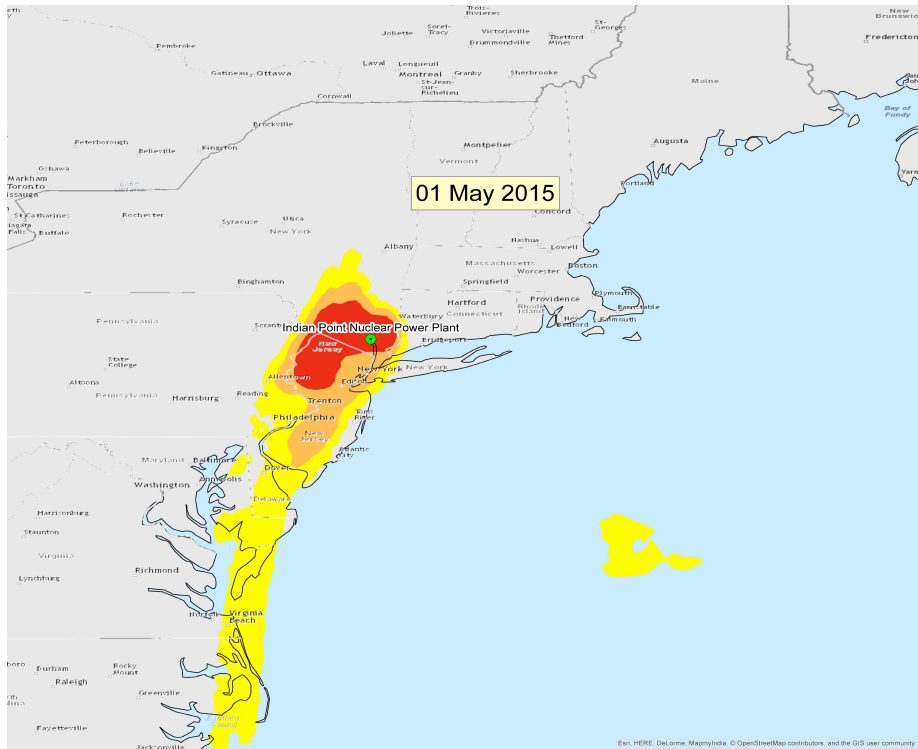 Trois-
Rivières
Sorel-
Tracy
Joliette
Victoriaville
Drummondville
Thetford
Mines
St-
Georges
New
Brunswick
Fredericton
Pembroke
Gatineau
Ottawa
Laval
Longueuil
Montreal
Granby
Sherbrooke
St-Jean-
sur-
Richelieu
Cornwall
Maine
Bay of
Fundy
Brockville
Peterborough
Belleville
Kingston
Montpelier
Vermont
Augusta
Oshawa
Markham
Toronto
Lake
Ontario
01 May 2015
Portland
St Catharines
Rochester
Syracuse
Utica
New York
Concord
Buffalo
Falls
Albany
Nashua
Lowell
Massachusetts
Worcester
Boston
Binghamton
Springfield
Plymouth
Hartford
Providence
Barnstable
Waterbury
Connecticut
Rhode
Island
New
Bedford
Falmouth
Pennsylvania
Indian Point Nuclear Power Plant
Bridgeport
New
Jersey
State
College
New York
New York
Allentown
Edison
Altoona
Pennsylvania
Harrisburg
Reading
Trenton
Toms
River
Philadelphia
New
Jersey
Atlantic
City
Maryland
Baltimore
Dover
Annapolis
Washington
Delaware
Harrisonburg
Staunton
Virginia
Richmond
Lynchburg
Norfolk
Virginia
Beach
Durham
Rocky
Mount
Raleigh
Greenville
Fayetteville
Jacksonville
Esri, HERE, DeLorme, MapmyIndia, © OpenStreetMap contributors, and the GIS user community